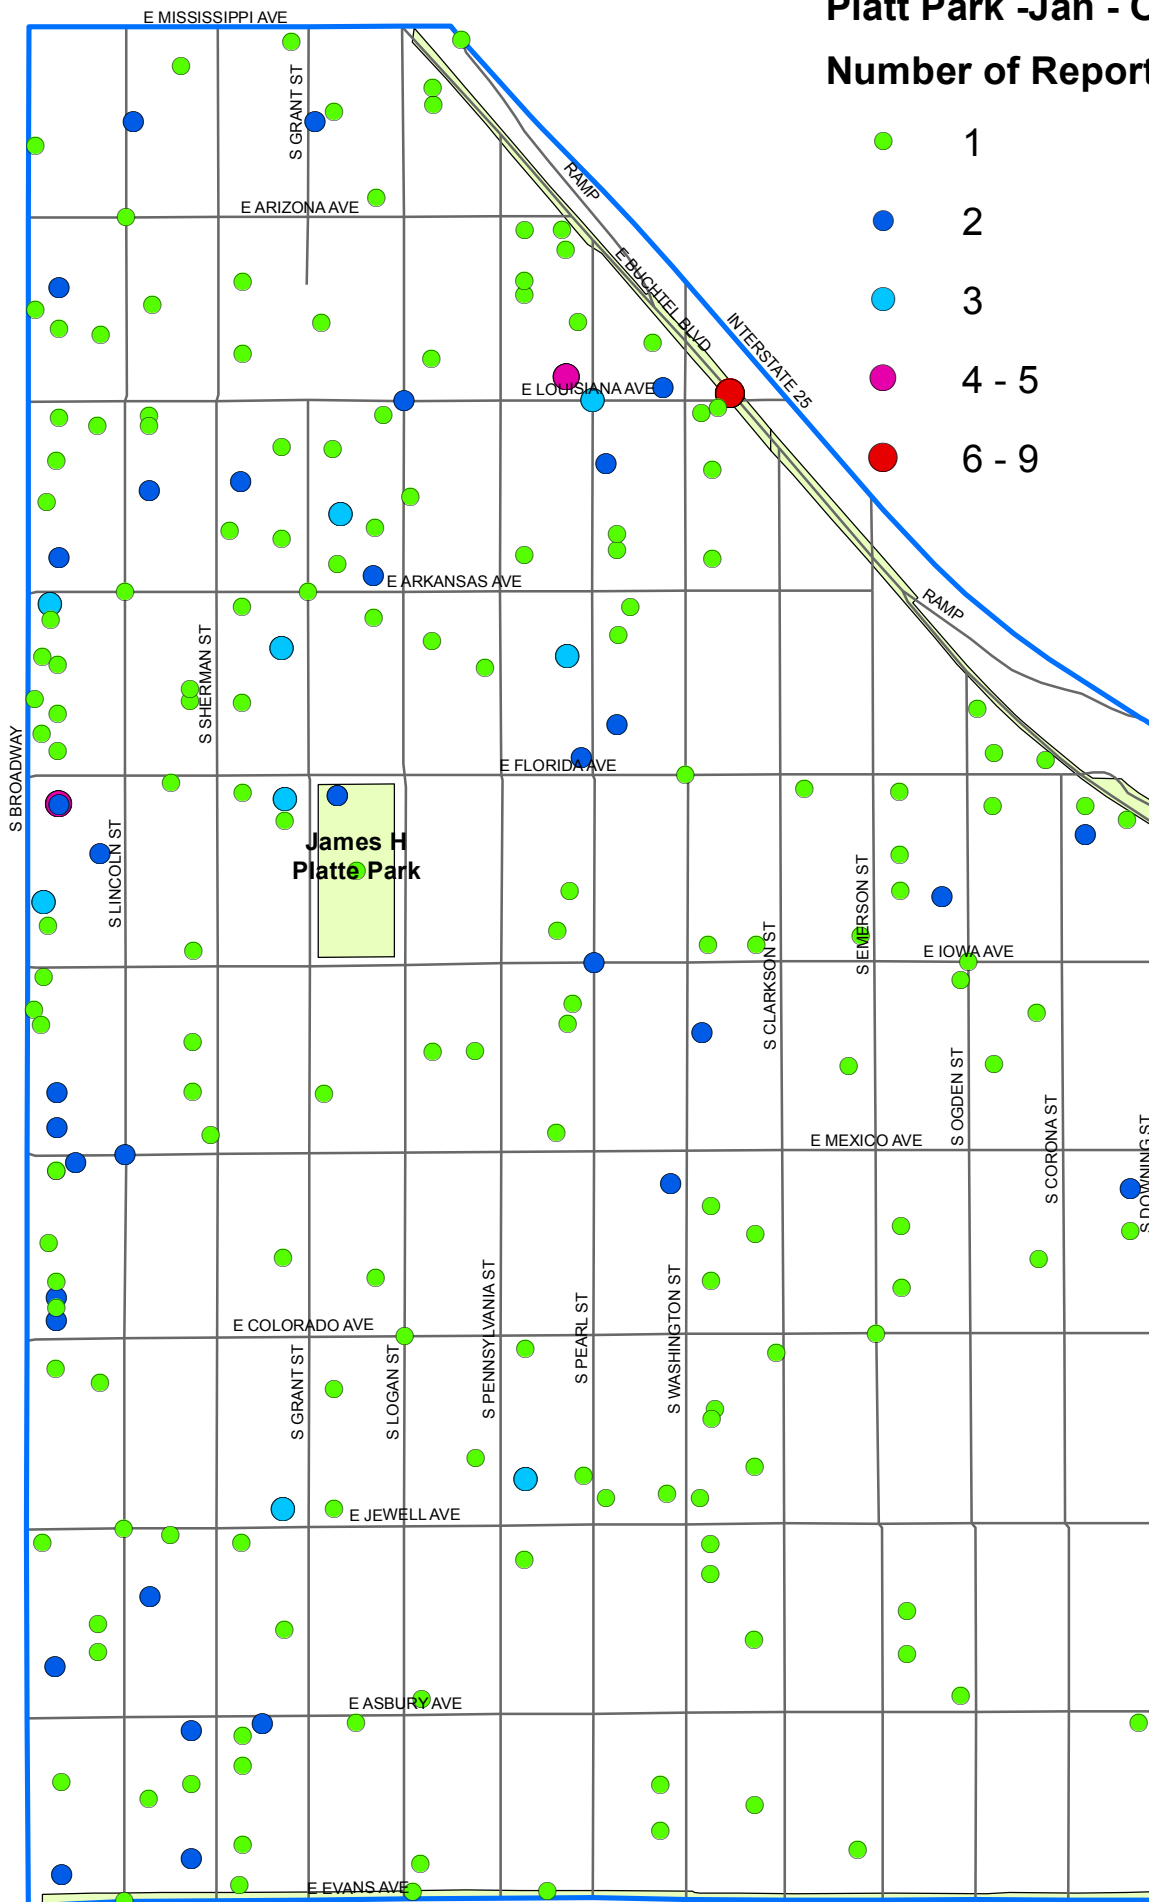 Platt Park -Jan - 
Number of Report
1
2
3
4 - 5
6 - 9
E MISSISSIPPI AVE
S GRANT ST
RAMP
E ARIZONA AVE
E BUCHTEL BLVD
INTERSTATE 25
E LOUISIANA AVE
E ARKANSAS AVE
RAMP
S SHERMAN ST
S BROADWAY
E FLORIDA AVE
S LINCOLN ST
James H
Platte Park
S EMERSON ST
S CLARKSON ST
E IOWA AVE
S OGDEN ST
S CORONA ST
S DOWNING ST
E MEXICO AVE
S PENNSYLVANIA ST
S PEARL ST
S WASHINGTON ST
E COLORADO AVE
S GRANT ST
S LOGAN ST
E JEWELL AVE
E ASBURY AVE
E EVANS AVE